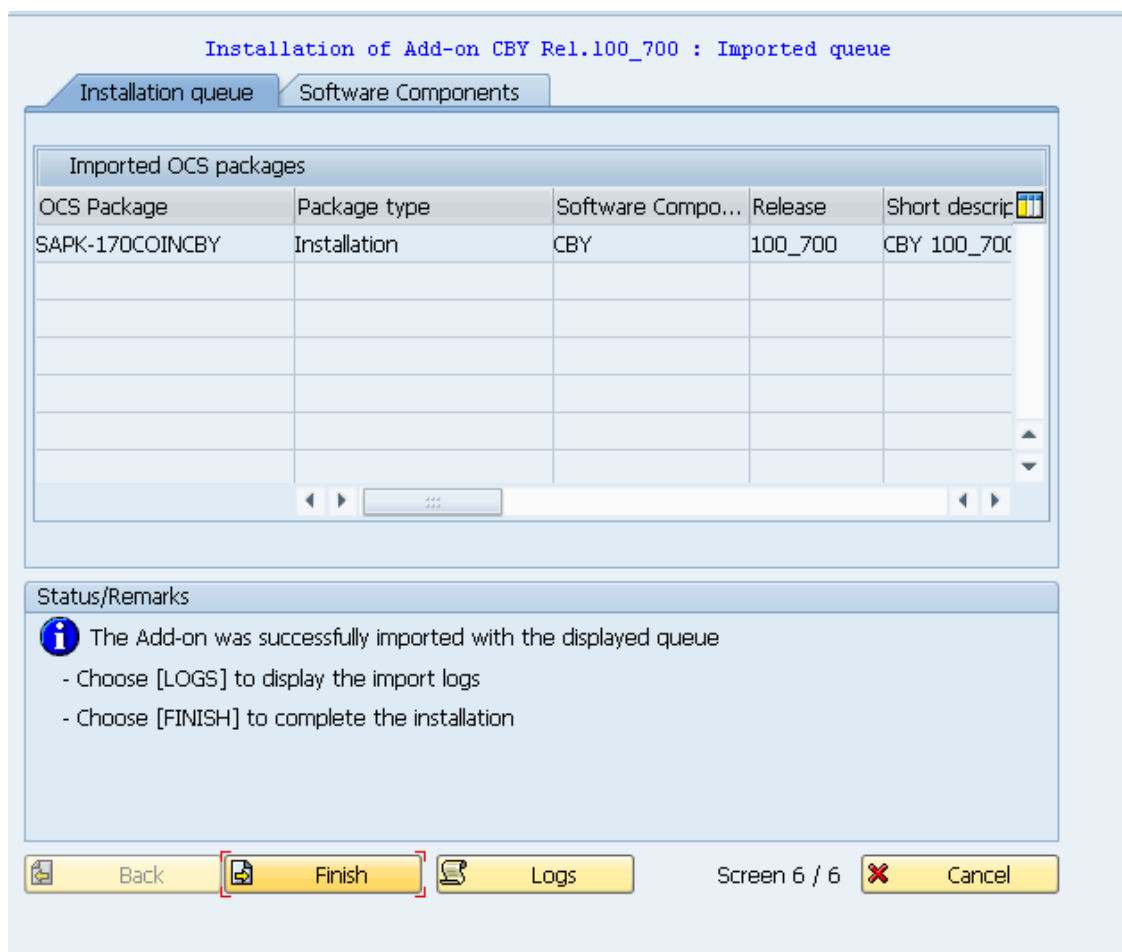 Installation of Add-on CBY Rel.100_700 : Imported queue
Installation queue Software Components
Imported OCS packages
OCS Package Package type Software Compo... Release Short descrip
SAPK-170COINCBY Installation CBY 100_700 CBY 100_700
Status/Remarks
The Add-on was successfully imported with the displayed queue
- Choose [LOGS] to display the import logs
- Choose [FINISH] to complete the installation
Back Finish Logs Screen 6 / 6 Cancel